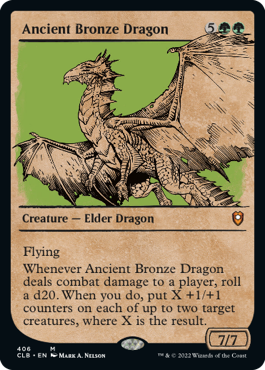 Ancient Bronze Dragon 5
Creature — Elder Dragon
Flying
Whenever Ancient Bronze Dragon
deals combat damage to a player, roll
a d20. When you do, put X +1/+1
counters on each of up to two target
creatures, where X is the result.
7/7
406 M
CLB • EN Mark A. Nelson ™ & © 2022 Wizards of the Coast